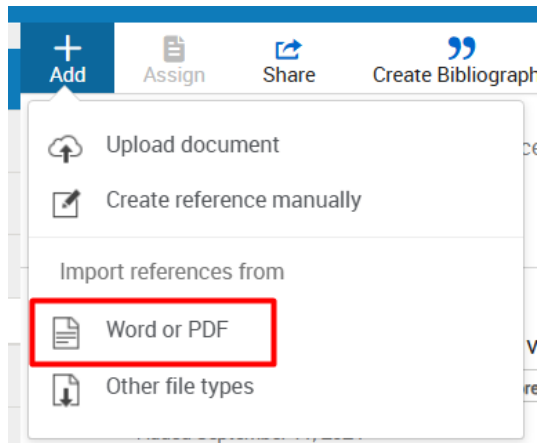 Add
Assign
Share
Create Bibliograph
Upload document
Create reference manually
Import references from
Word or PDF
Other file types